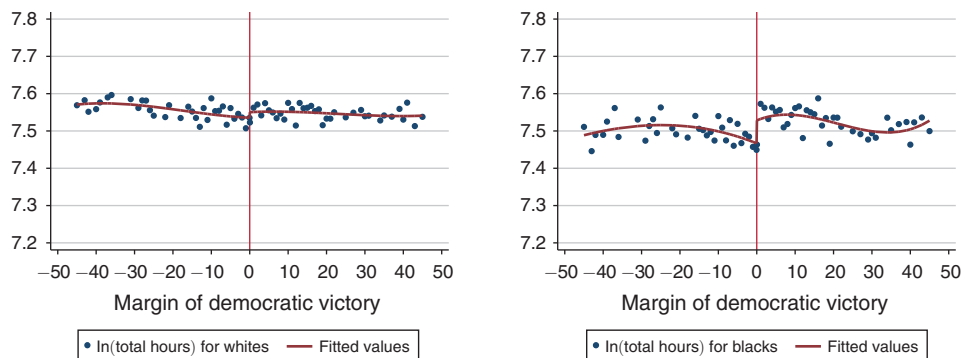 7.8
7.7
7.6
7.5
7.4
7.3
7.2
−50 −40 −30 −20 −10 0 10 20 30 40 50
Margin of democratic victory
In(total hours) for whites Fitted values
7.8
7.7
7.6
7.5
7.4
7.3
7.2
−50 −40 −30 −20 −10 0 10 20 30 40 50
Margin of democratic victory
In(total hours) for blacks Fitted values